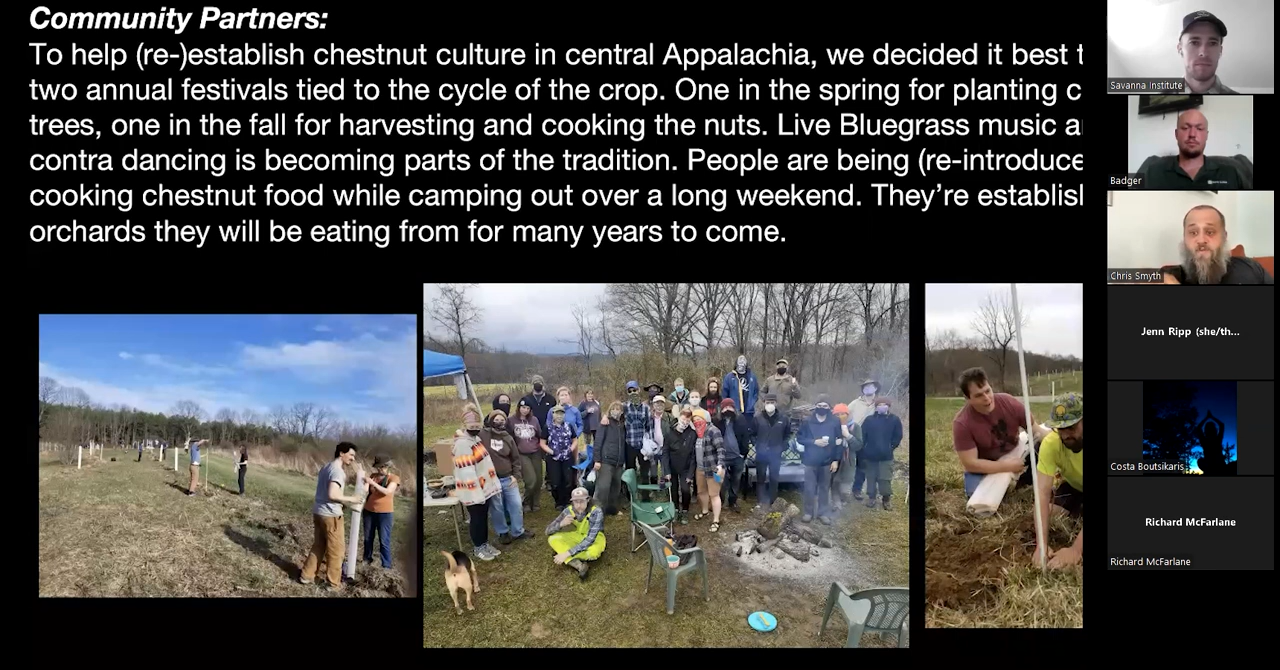 Community Partners:
To help (re-)establish chestnut culture in central Appalachia, we decided it best t
two annual festivals tied to the cycle of the crop. One in the spring for planting c
trees, one in the fall for harvesting and cooking the nuts. Live Bluegrass music a
contra dancing is becoming parts of the tradition. People are being (re-introduce
cooking chestnut food while camping out over a long weekend. They’re establisl
orchards they will be eating from for many years to come.
Savanna Institute
Badger
Chris Smyth
Jenn Ripp (she/th...
Costa Boutsikaris
Richard McFarlane
Richard McFarlane